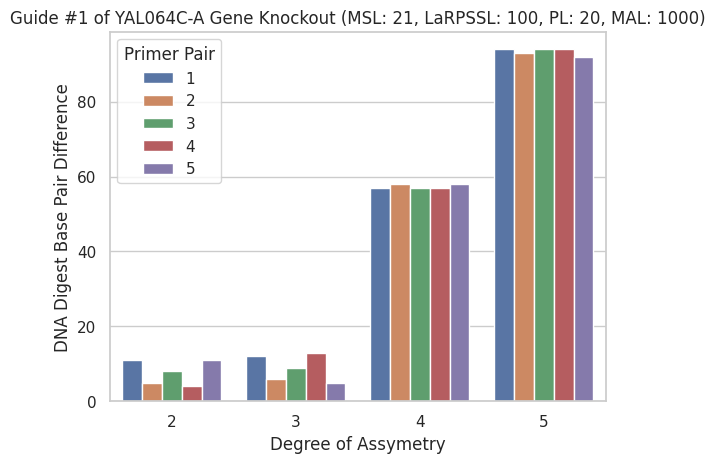 Guide #1 of YAL064C-A Gene Knockout (MSL: 21, LaRPSSL: 100, PL: 20, MAL: 1000)
Primer Pair
1
2
3
4
5
DNA Digest Base Pair Difference
80
60
40
20
0
2 3 4 5
Degree of Assymetry